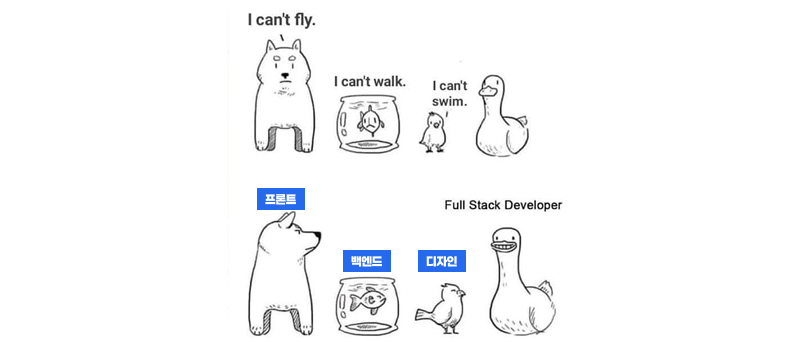 I can't fly.
I can't walk.
I can't
swim.
프론트
Full Stack Developer
백엔드
디자인